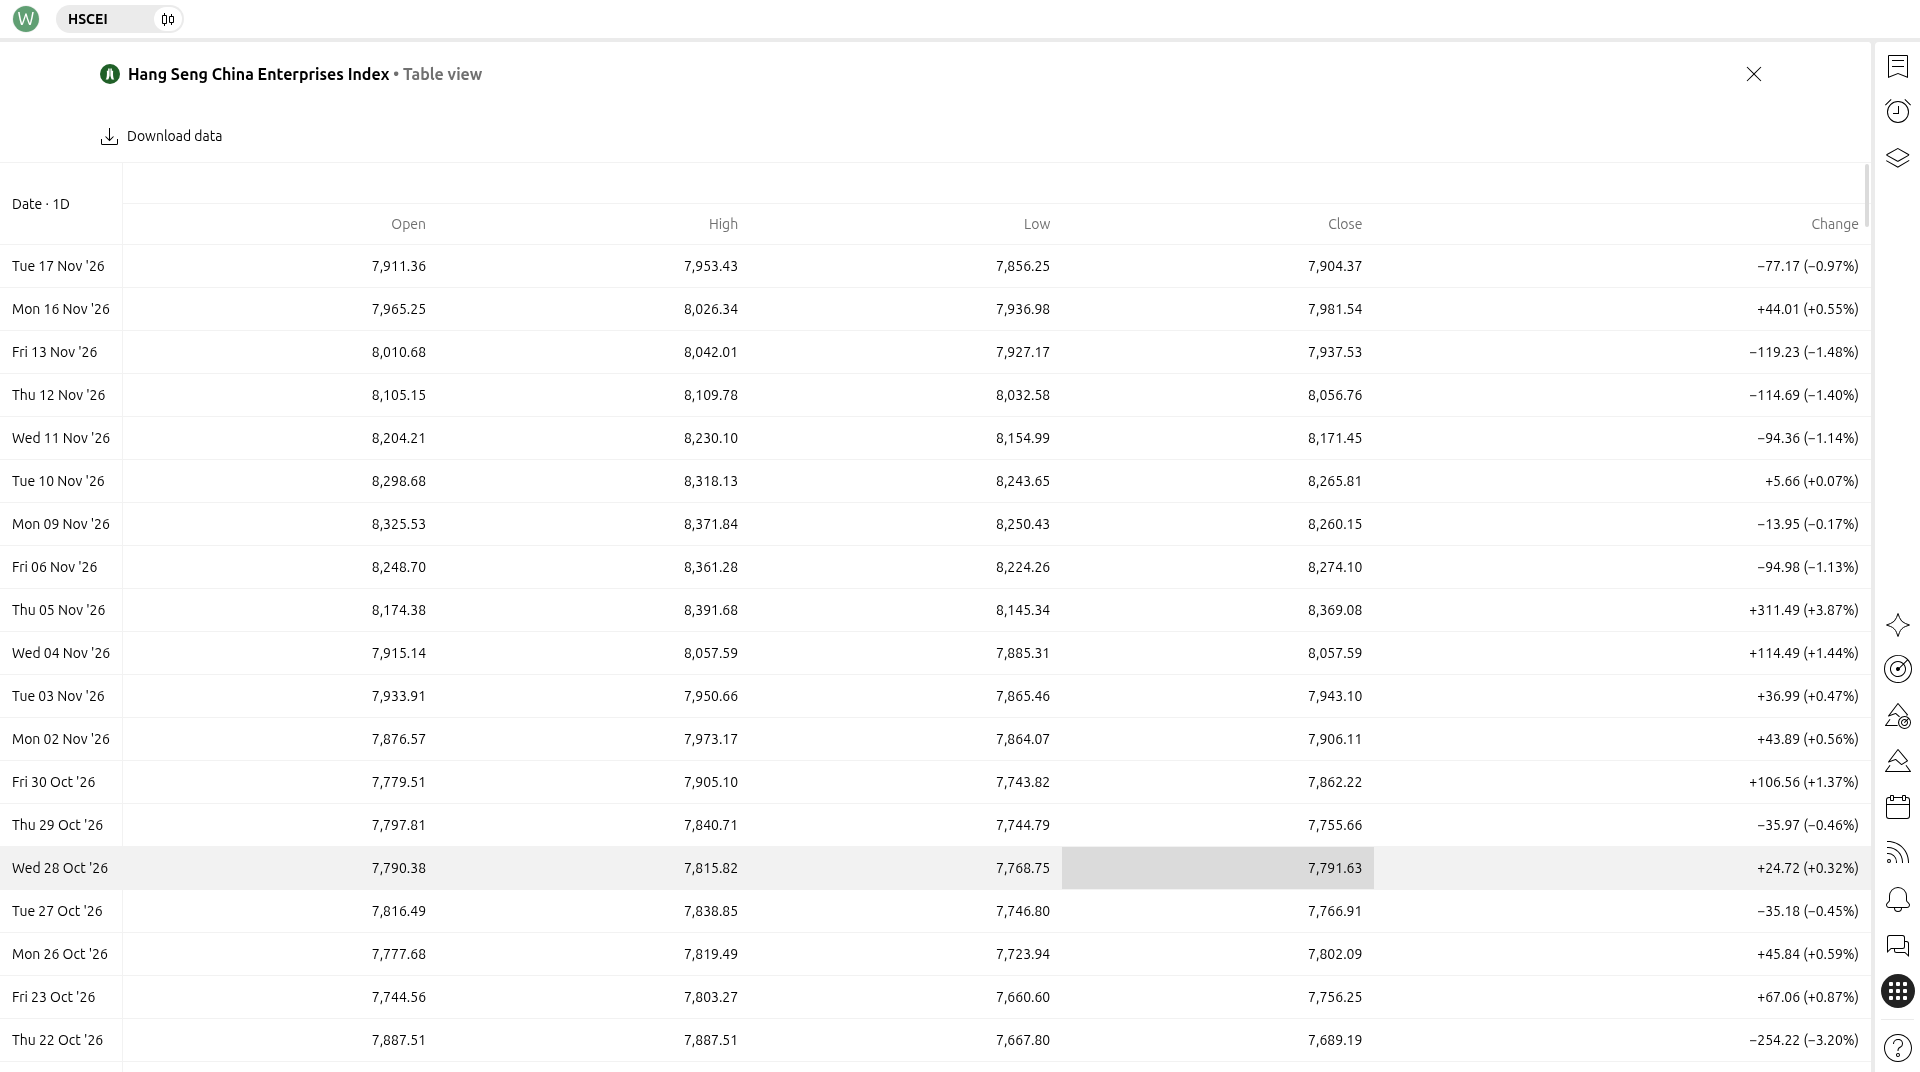 W HSCEI
Hang Seng China Enterprises Index • Table view
Download data
Date · 1D
Open High Low Close Change
Tue 17 Nov '26 7,911.36 7,953.43 7,856.25 7,904.37 −77.17 (−0.97%)
Mon 16 Nov '26 7,965.25 8,026.34 7,936.98 7,981.54 +44.01 (+0.55%)
Fri 13 Nov '26 8,010.68 8,042.01 7,927.17 7,937.53 −119.23 (−1.48%)
Thu 12 Nov '26 8,105.15 8,109.78 8,032.58 8,056.76 −114.69 (−1.40%)
Wed 11 Nov '26 8,204.21 8,230.10 8,154.99 8,171.45 −94.36 (−1.14%)
Tue 10 Nov '26 8,298.68 8,318.13 8,243.65 8,265.81 +5.66 (+0.07%)
Mon 09 Nov '26 8,325.53 8,371.84 8,250.43 8,260.15 −13.95 (−0.17%)
Fri 06 Nov '26 8,248.70 8,361.28 8,224.26 8,274.10 −94.98 (−1.13%)
Thu 05 Nov '26 8,174.38 8,391.68 8,145.34 8,369.08 +311.49 (+3.87%)
Wed 04 Nov '26 7,915.14 8,057.59 7,885.31 8,057.59 +114.49 (+1.44%)
Tue 03 Nov '26 7,933.91 7,950.66 7,865.46 7,943.10 +36.99 (+0.47%)
Mon 02 Nov '26 7,876.57 7,973.17 7,864.07 7,906.11 +43.89 (+0.56%)
Fri 30 Oct '26 7,779.51 7,905.10 7,743.82 7,862.22 +106.56 (+1.37%)
Thu 29 Oct '26 7,797.81 7,840.71 7,744.79 7,755.66 −35.97 (−0.46%)
Wed 28 Oct '26 7,790.38 7,815.82 7,768.75 7,791.63 +24.72 (+0.32%)
Tue 27 Oct '26 7,816.49 7,838.85 7,746.80 7,766.91 −35.18 (−0.45%)
Mon 26 Oct '26 7,777.68 7,819.49 7,723.94 7,802.09 +45.84 (+0.59%)
Fri 23 Oct '26 7,744.56 7,803.27 7,660.60 7,756.25 +67.06 (+0.87%)
Thu 22 Oct '26 7,887.51 7,887.51 7,667.80 7,689.19 −254.22 (−3.20%)